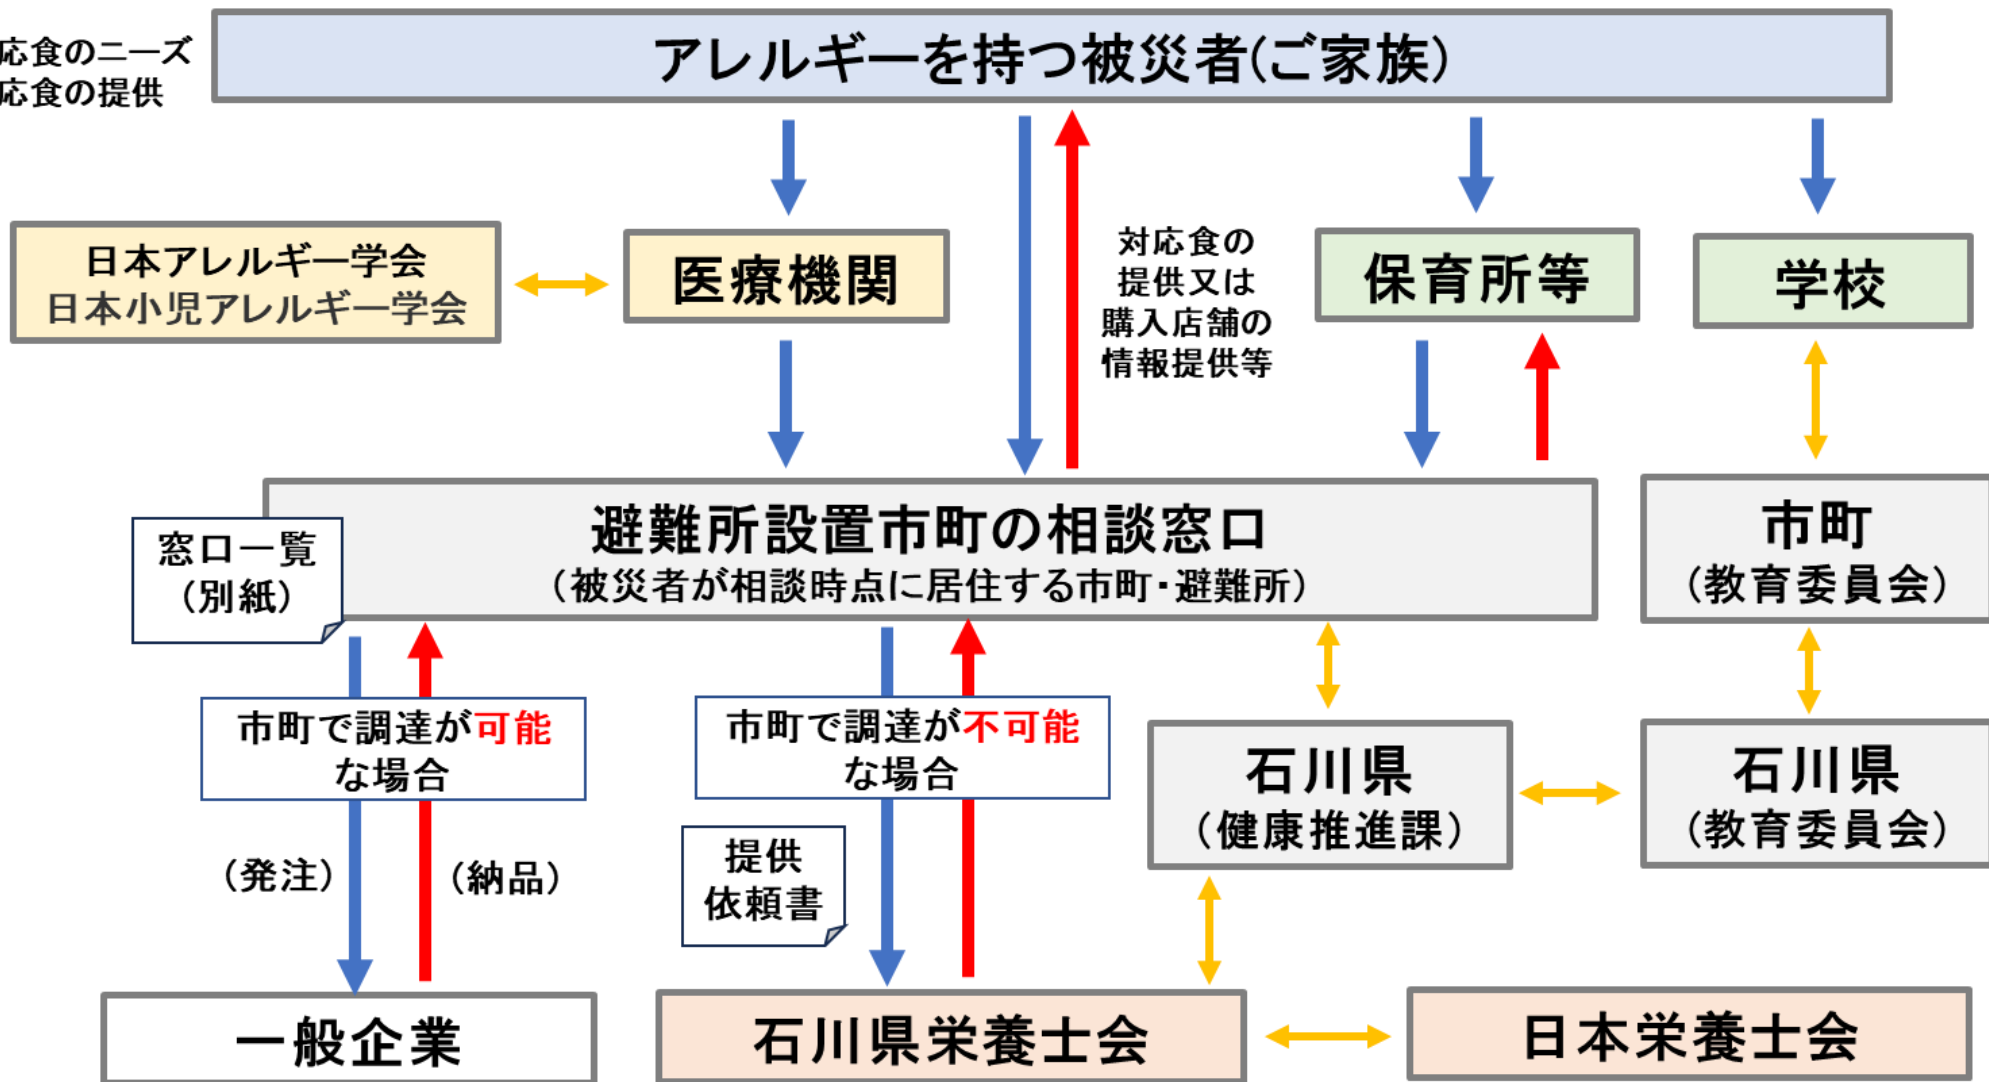 応食のニーズ
応食の提供
アレルギーを持つ被災者(ご家族)
日本アレルギー学会
日本小児アレルギー学会
医療機関
対応食の
提供又は
購入店舗の
情報提供等
保育所等
学校
窓口一覧
(別紙)
避難所設置市町の相談窓口
(被災者が相談時点に居住する市町・避難所)
市町
(教育委員会)
市町で調達が可能
な場合
市町で調達が不可能
な場合
石川県
(健康推進課)
石川県
(教育委員会)
(発注)
(納品)
提供
依頼書
一般企業
石川県栄養士会
日本栄養士会